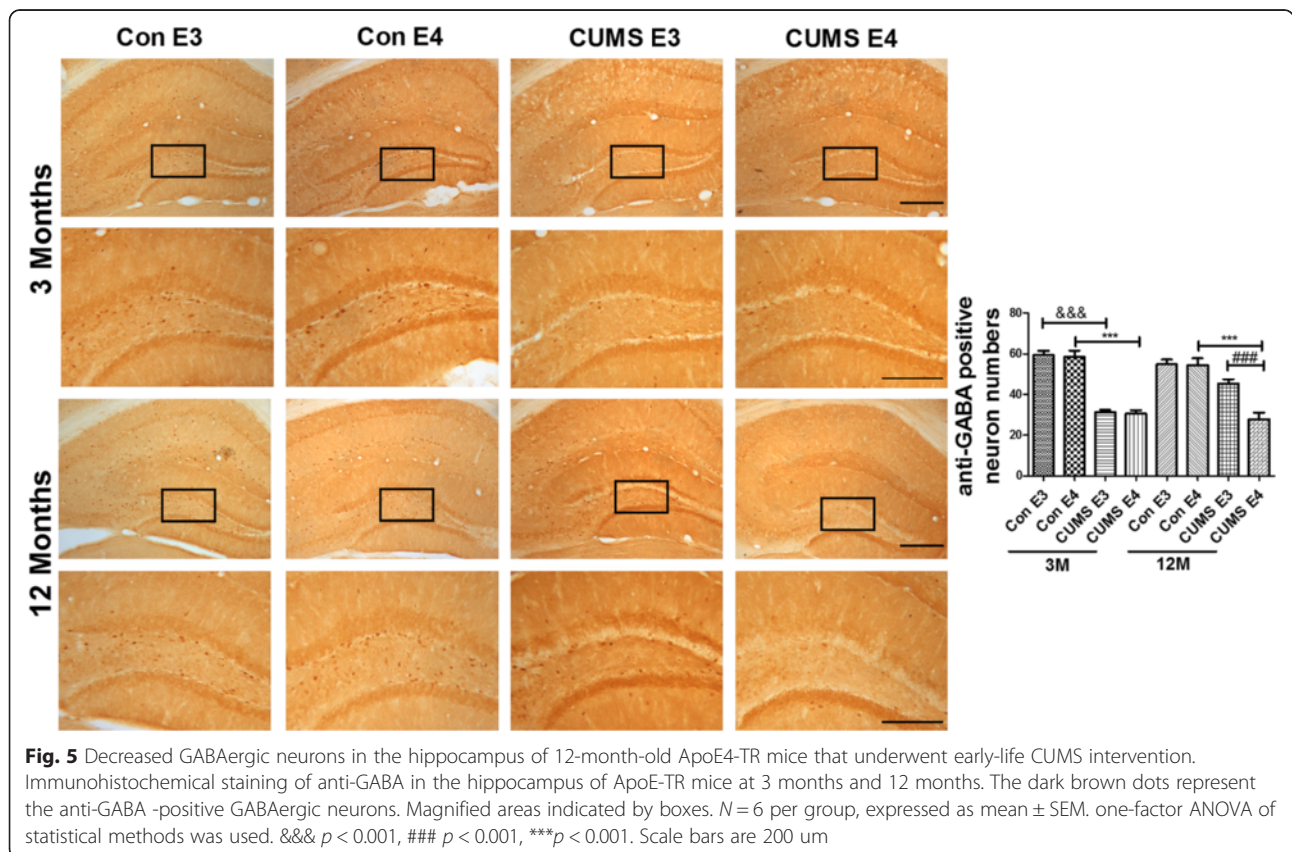 Con E3
Con E4
CUMS E3
CUMS E4
3 Months
12 Months
anti-GABA positive
neuron numbers
80
60
40
20
0
&&&
***
***
###
Con E3
Con E4
CUMS E3
CUMS E4
Con E3
Con E4
CUMS E3
CUMS E4
3M
12M
Fig. 5 Decreased GABAergic neurons in the hippocampus of 12-month-old ApoE4-TR mice that underwent early-life CUMS intervention.
Immunohistochemical staining of anti-GABA in the hippocampus of ApoE-TR mice at 3 months and 12 months. The dark brown dots represent
the anti-GABA -positive GABAergic neurons. Magnified areas indicated by boxes. N = 6 per group, expressed as mean ± SEM. one-factor ANOVA of
statistical methods was used. &&& p < 0.001, ### p < 0.001, ***p < 0.001. Scale bars are 200 um